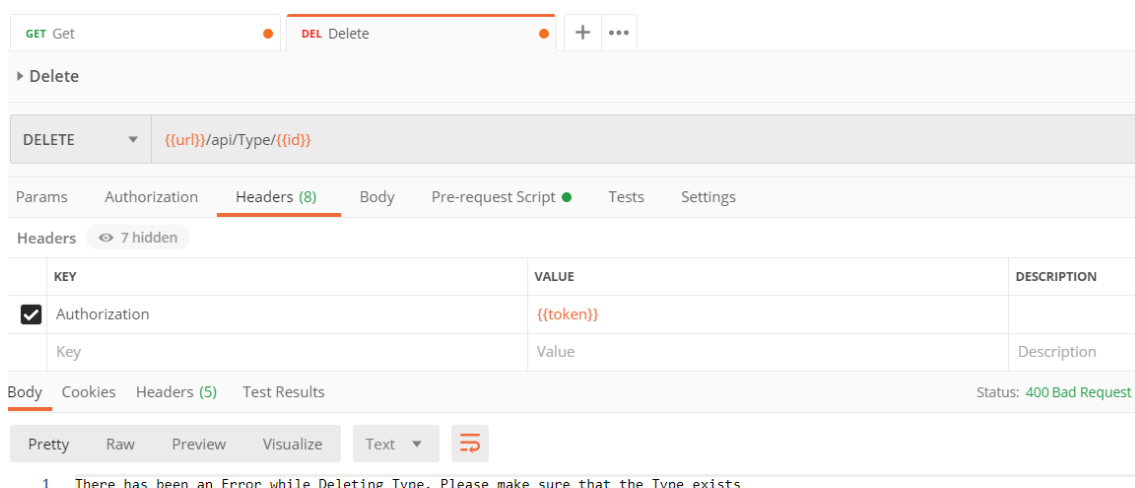 GET Get
DEL Delete
Delete
DELETE {{url}}/api/Type/{{id}}
Params Authorization Headers (8) Body Pre-request Script Tests Settings
Headers 7 hidden
KEY VALUE DESCRIPTION
Authorization {{token}}
Key Value Description
Body Cookies Headers (5) Test Results Status: 400 Bad Request
Pretty Raw Preview Visualize Text
1 There has been an Error while Deleting Type. Please make sure that the Type exists